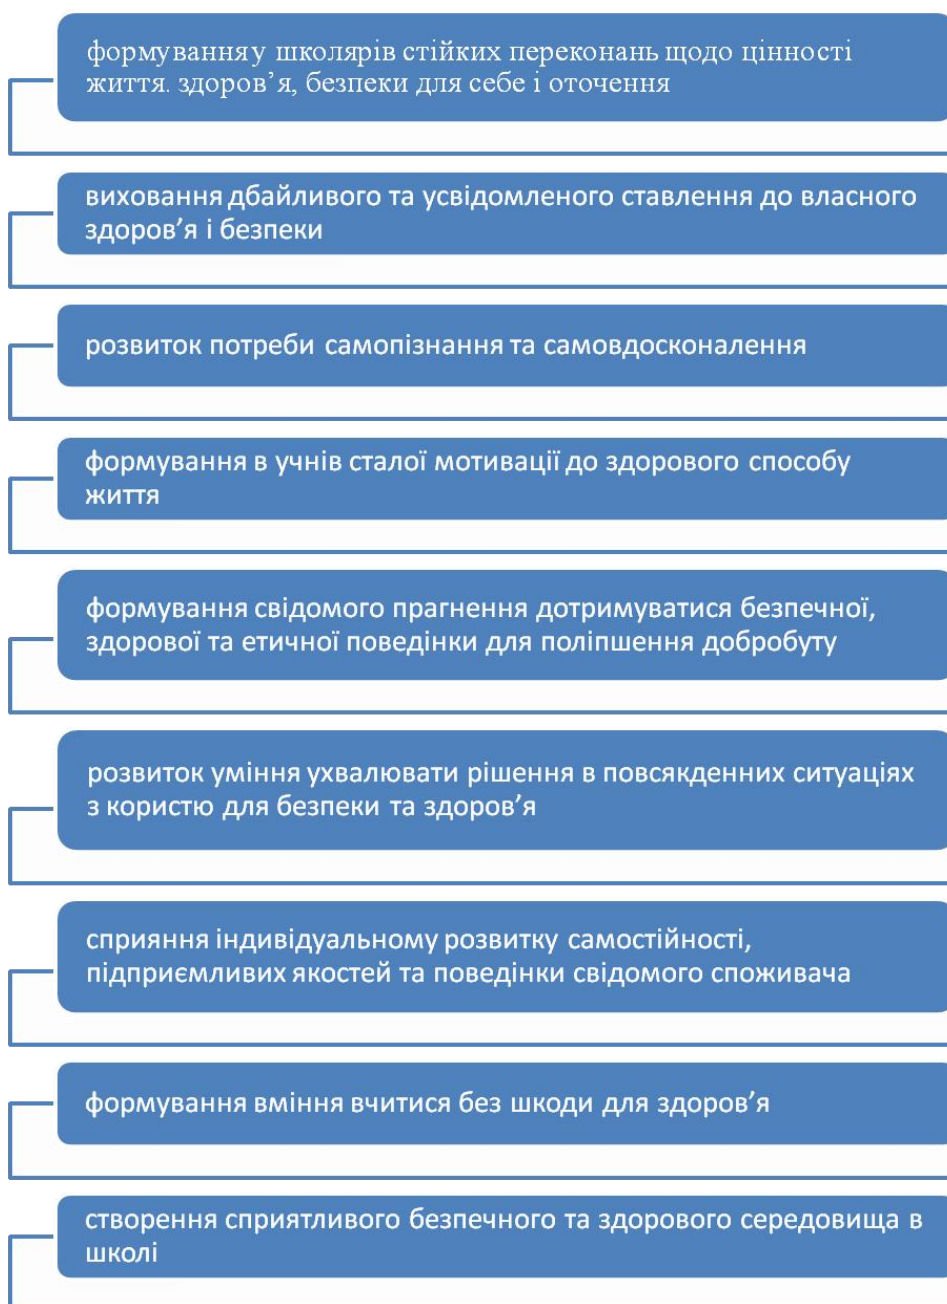 формування у школярів стійких переконань щодо цінності
життя. здоров’я, безпеки для себе і оточення
виховання дбайливого та усвідомленого ставлення до власного
здоров’я і безпеки
розвиток потреби самопізнання та самовдосконалення
формування в учнів сталої мотивації до здорового способу
життя
формування свідомого прагнення дотримуватися безпечної,
здорової та етичної поведінки для поліпшення добробуту
розвиток уміння ухвалювати рішення в повсякденних ситуаціях
з користю для безпеки та здоров’я
сприяння індивідуальному розвитку самостійності,
підприємливих якостей та поведінки свідомого споживача
формування вміння вчитися без шкоди для здоров’я
створення сприятливого безпечного та здорового середовища в
школі